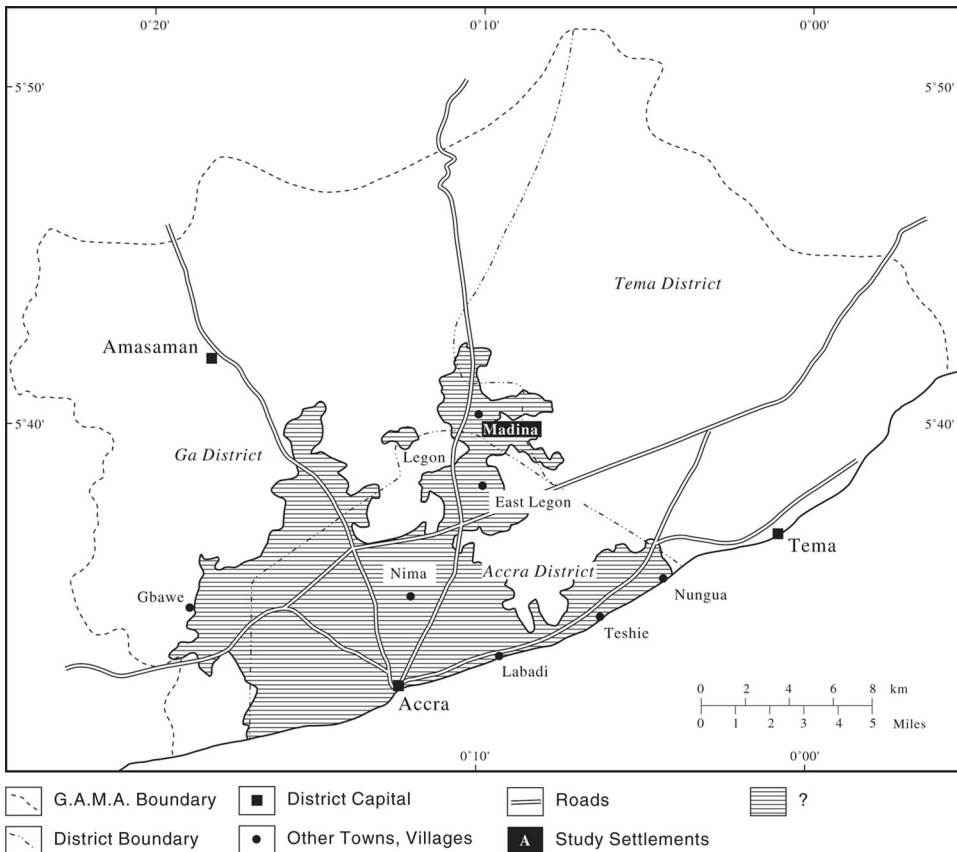 0°20'
0°10'
0°00'
5°50'
5°50'
Tema District
Amasaman
5°40'
5°40'
Madina
Ga District
Legon
East Legon
Tema
Accra District
Nima
Gbawe
Nungua
Teshie
Labadi
Accra
0 2 4 6 8 km
0 1 2 3 4 5 Miles
0°10'
0°00'
G.A.M.A. Boundary
District Capital
Roads
?
District Boundary
Other Towns, Villages
A Study Settlements